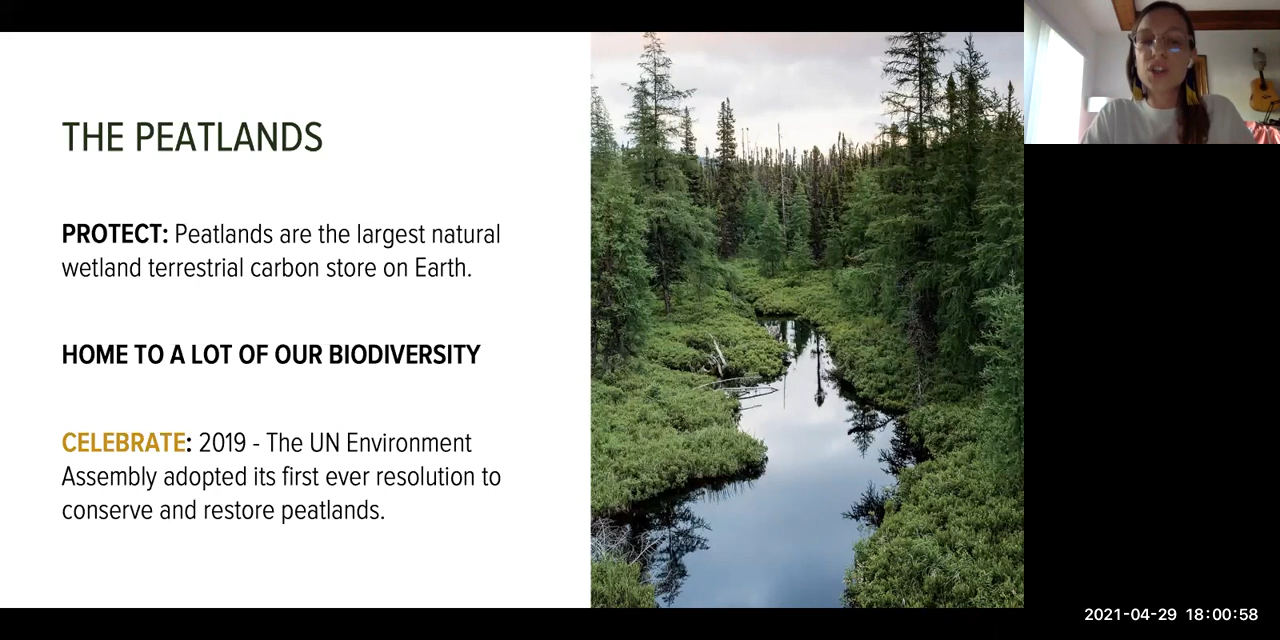 THE PEATLANDS
PROTECT: Peatlands are the largest natural
wetland terrestrial carbon store on Earth.
HOME TO A LOT OF OUR BIODIVERSITY
CELEBRATE: 2019 - The UN Environment
Assembly adopted its first ever resolution to
conserve and restore peatlands.
2021-04-29 18:00:58